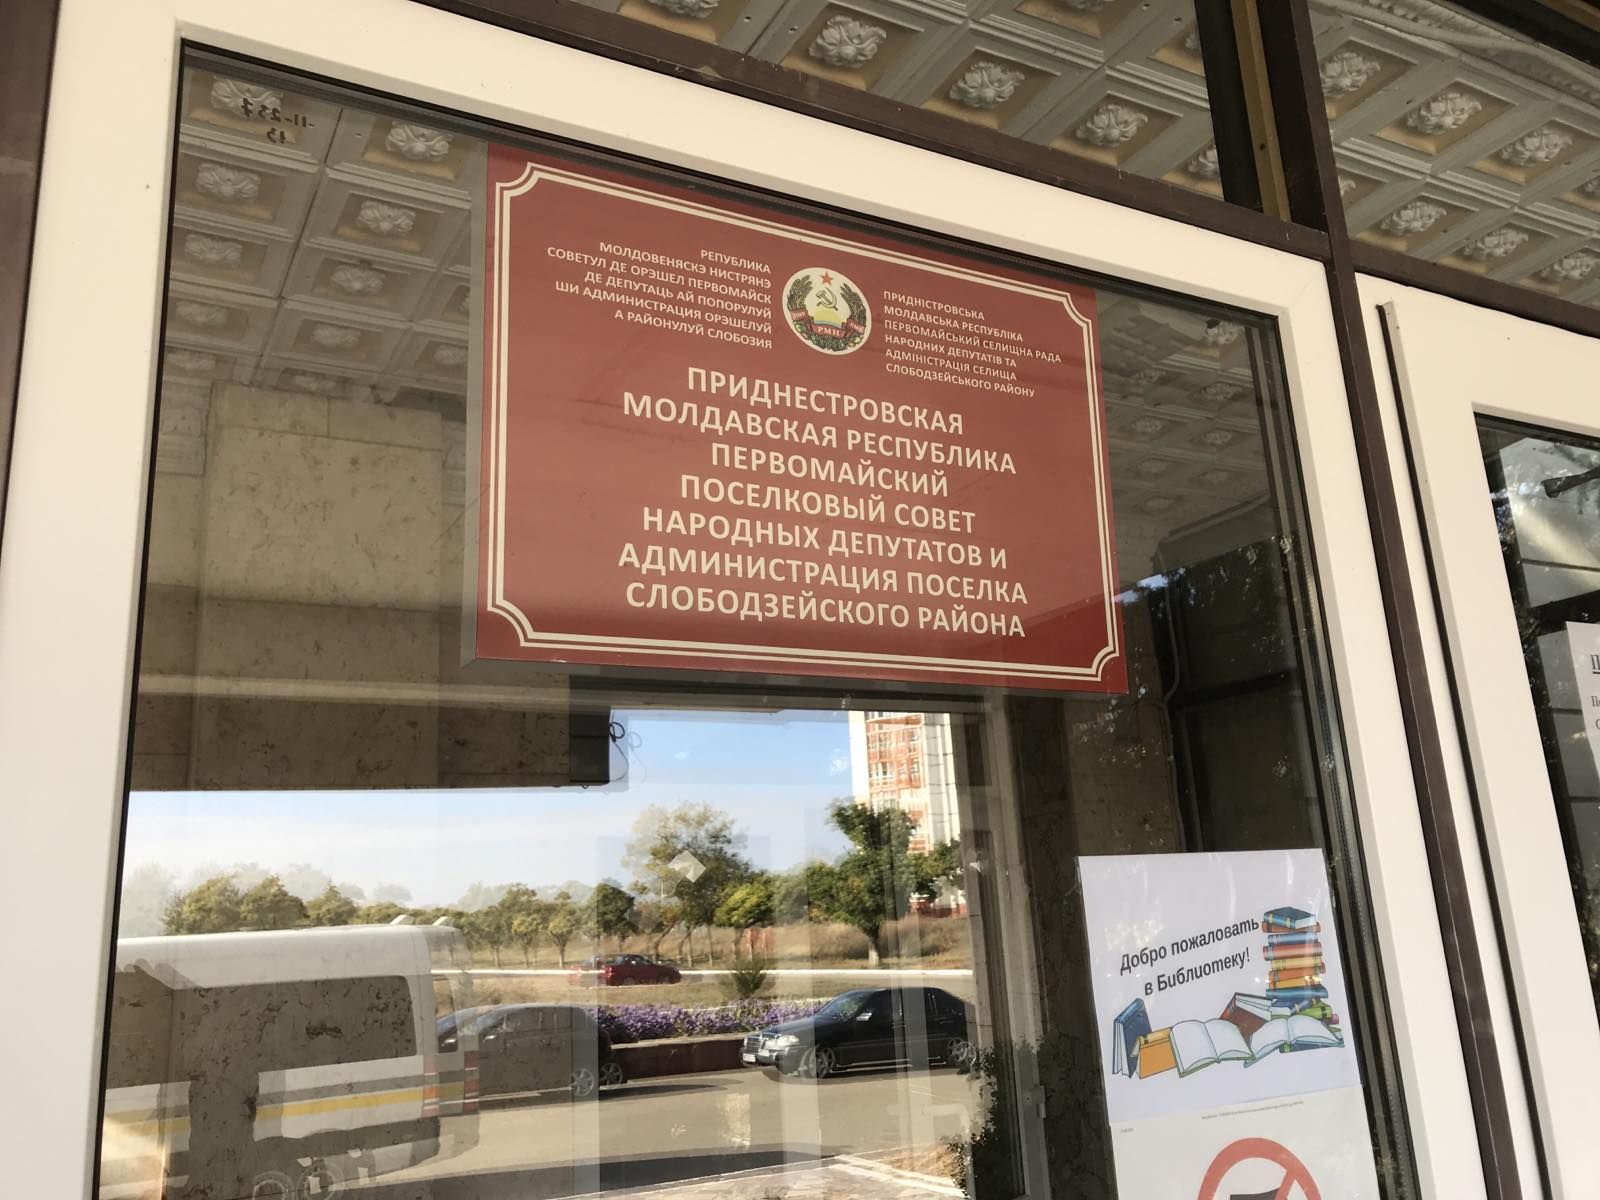 РЕПУБЛИКА
МОЛДОВЕНЯСКЭ НИСТРЯНЭ
СОВЕТУЛ ДЕ ОРЭШЕЛ ПЕРВОМАЙСК
ДЕ ДЕПУТАЦЬ АЙ ПОПОРУЛУЙ
ШИ АДМИНИСТРАЦИЯ ОРЭШЕЛУЙ
А РАЙОНУЛУЙ СЛОБОЗИЯ
РМН
ПРИДНІСТРОВСЬКА
МОЛДАВСЬКА РЕСПУБЛІКА
ПЕРВОМАЙСЬКИЙ СЕЛИЩНА РАДА
НАРОДНИХ ДЕПУТАТІВ ТА
АДМІНІСТРАЦІЯ СЕЛИЩА
СЛОБОДЗЕЙСЬКОГО РАЙОНУ
ПРИДНЕСТРОВСКАЯ
МОЛДАВСКАЯ РЕСПУБЛИКА
ПЕРВОМАЙСКИЙ
ПОСЕЛКОВЫЙ СОВЕТ
НАРОДНЫХ ДЕПУТАТОВ И
АДМИНИСТРАЦИЯ ПОСЕЛКА
СЛОБОДЗЕЙСКОГО РАЙОНА
Добро пожаловать
в Библиотеку!